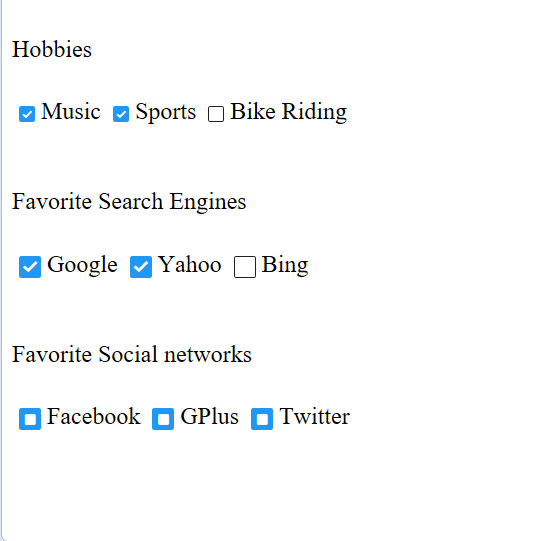 Hobbies
Music Sports Bike Riding
Favorite Search Engines
Google Yahoo Bing
Favorite Social networks
Facebook GPlus Twitter